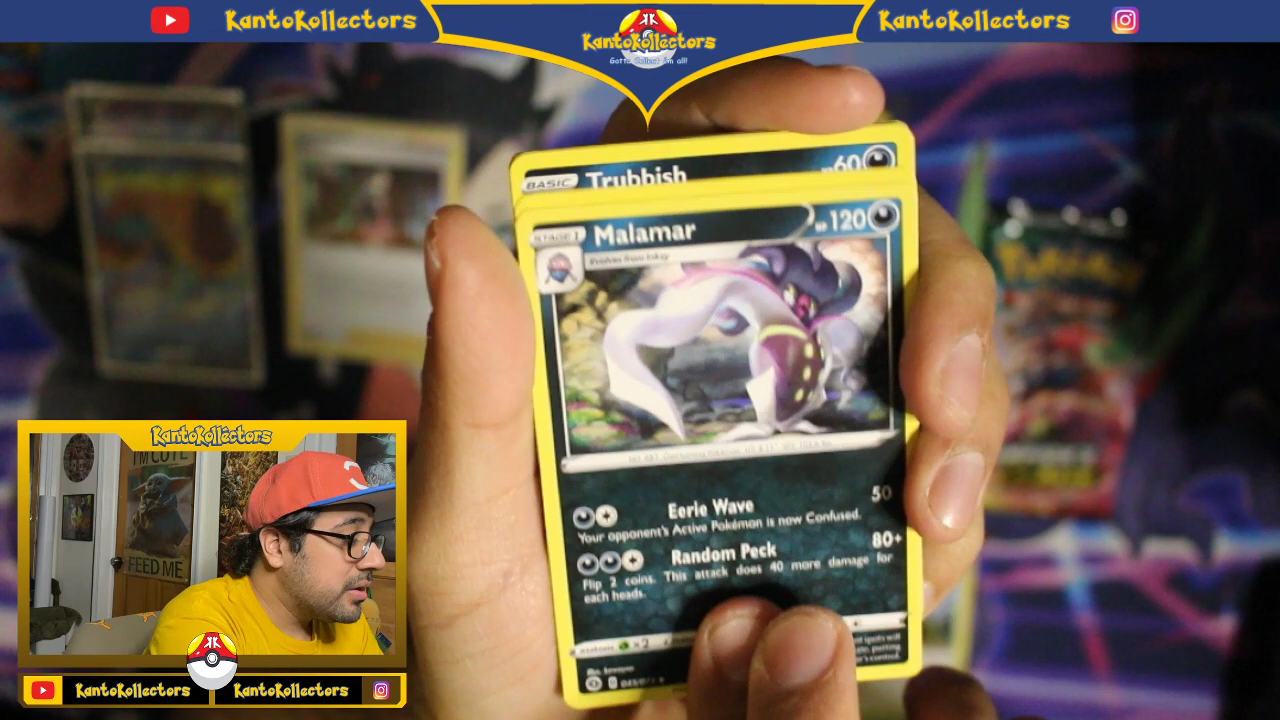 KantoKollectors
KantoKollectors
Gotta Collect 'em all!
KantoKollectors
BASIC
Trubbish
HP 60
STAGE 1
Malamar
HP 120
Evolves from Inkay
Eerie Wave
50
Your opponent's Active Pokémon is now Confused.
Random Peck
80+
Flip 2 coins. This attack does 40 more damage for
each heads.
×2
KantoKollectors
I'M CUTE
FEED ME
KantoKollectors
KantoKollectors